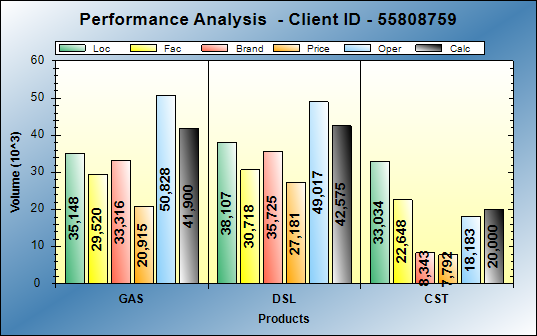 Performance Analysis - Client ID - 55808759
Loc Fac Brand Price Oper Calc
Volume (10^3)
60
50
40
30
20
10
0
35,148 29,520 33,316 20,915 50,828 41,900
38,107 30,718 35,725 27,181 49,017 42,575
33,034 22,648 8,343 7,792 18,183 20,000
GAS DSL CST
Products